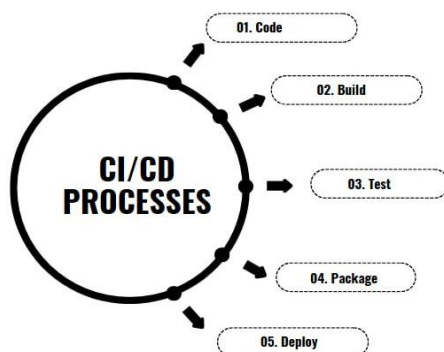 01. Code
02. Build
CI/CD
PROCESSES
03. Test
04. Package
05. Deploy